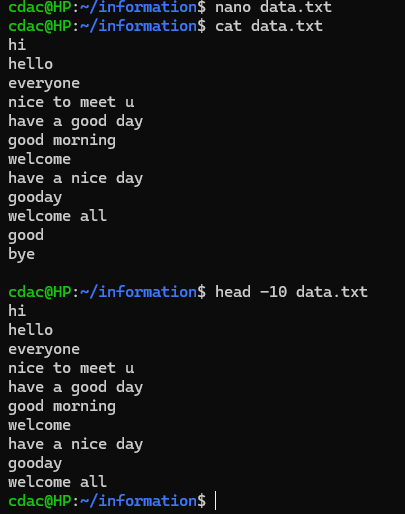 cdac@HP:~/information$ nano data.txt
cdac@HP:~/information$ cat data.txt
hi
hello
everyone
nice to meet u
have a good day
good morning
welcome
have a nice day
gooday
welcome all
good
bye

cdac@HP:~/information$ head -10 data.txt
hi
hello
everyone
nice to meet u
have a good day
good morning
welcome
have a nice day
gooday
welcome all
cdac@HP:~/information$